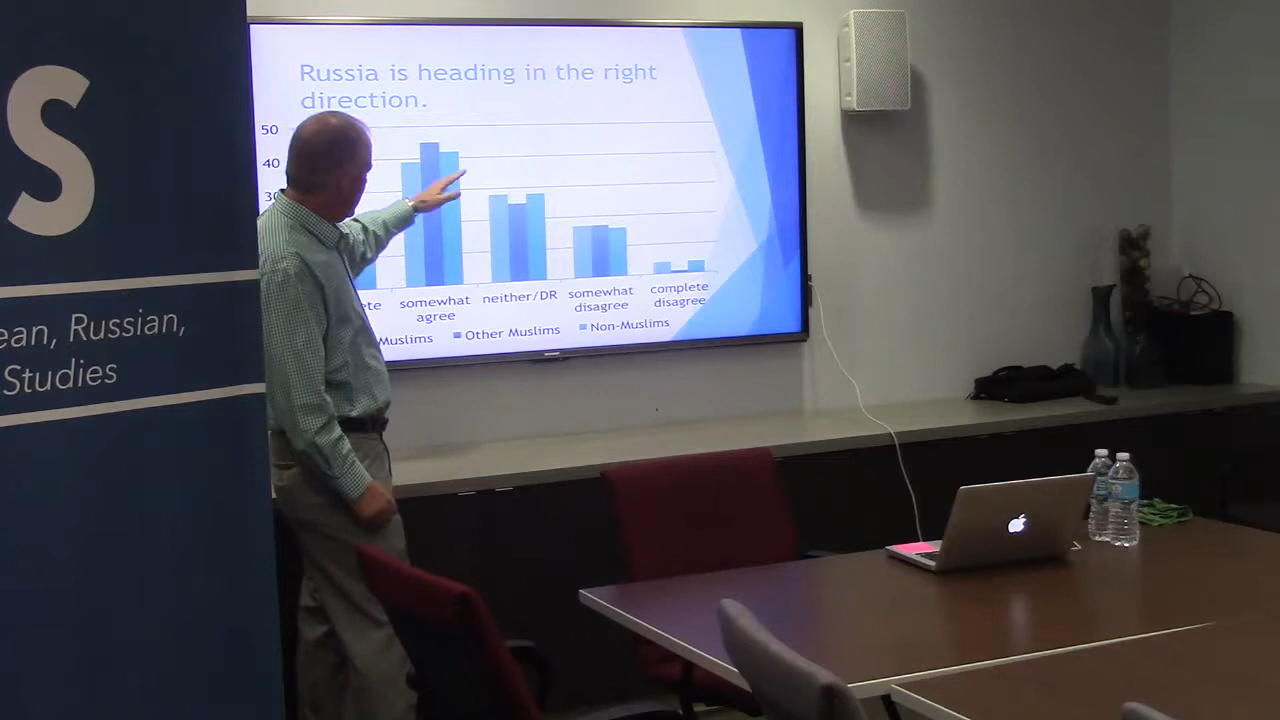 S
ean, Russian,
Studies
Russia is heading in the right
direction.
50
40
30
somewhat
agree
neither/DR
somewhat
disagree
complete
disagree
Muslims
Other Muslims
Non-Muslims